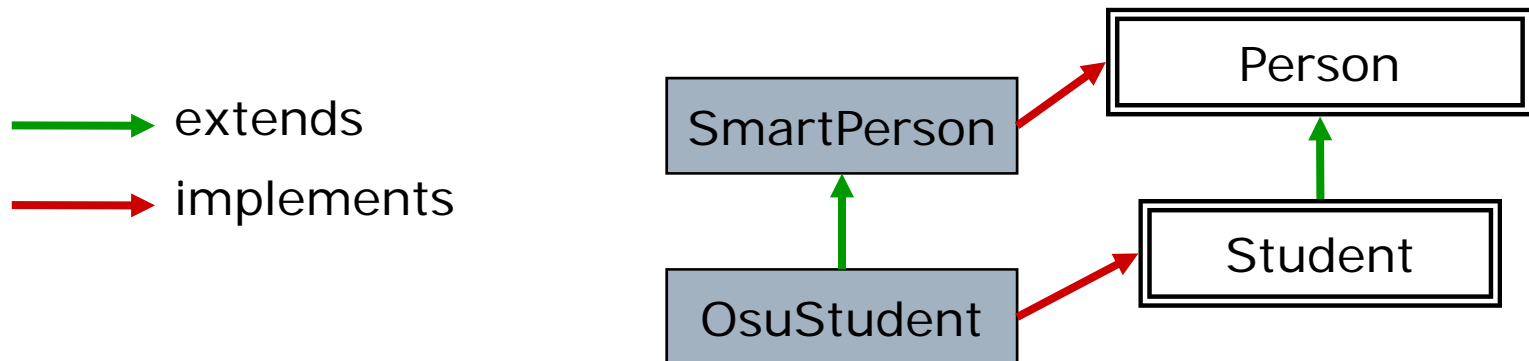 extends
implements
Person
SmartPerson
Student
OsuStudent